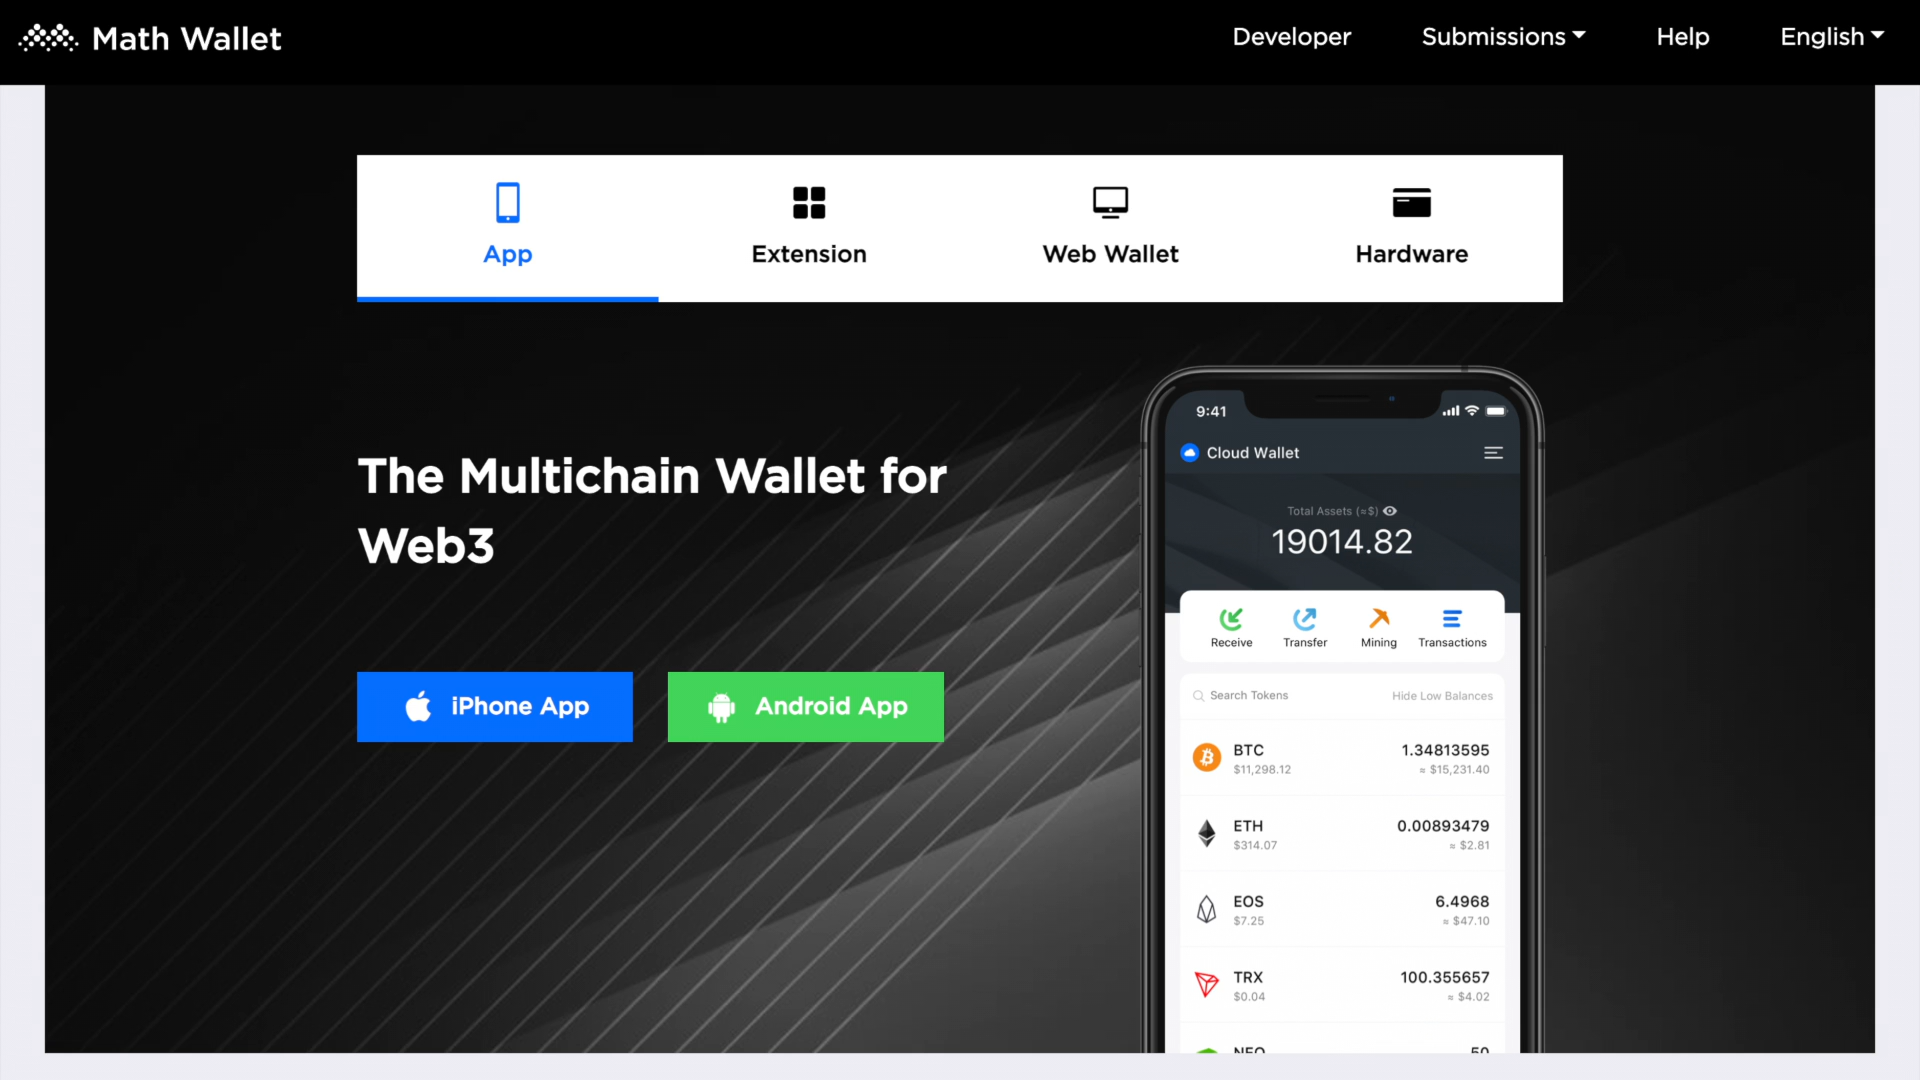 Math Wallet
Developer
Submissions
Help
English
App
Extension
Web Wallet
Hardware
The Multichain Wallet for
Web3
iPhone App
Android App
9:41
Cloud Wallet
Total Assets (≈$)
19014.82
Receive
Transfer
Mining
Transactions
Search Tokens
Hide Low Balances
BTC
1.34813595
$11,298.12
≈ $15,231.40
ETH
0.00893479
$314.07
≈ $2.81
EOS
6.4968
$7.25
≈ $47.10
TRX
100.355657
$0.04
≈ $4.02
NEO
50